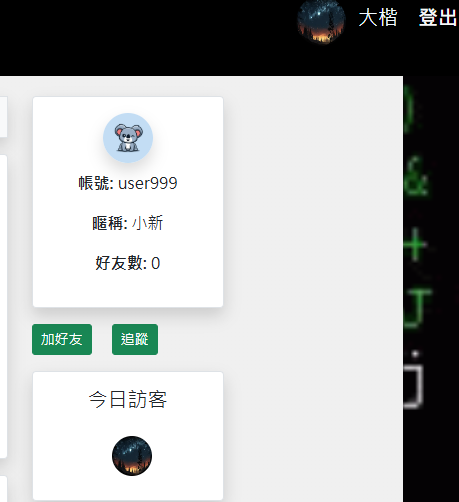 大楷 登出
帳號: user999
暱稱: 小新
好友數: 0
加好友 追蹤
今日訪客
)
&
+
J
j